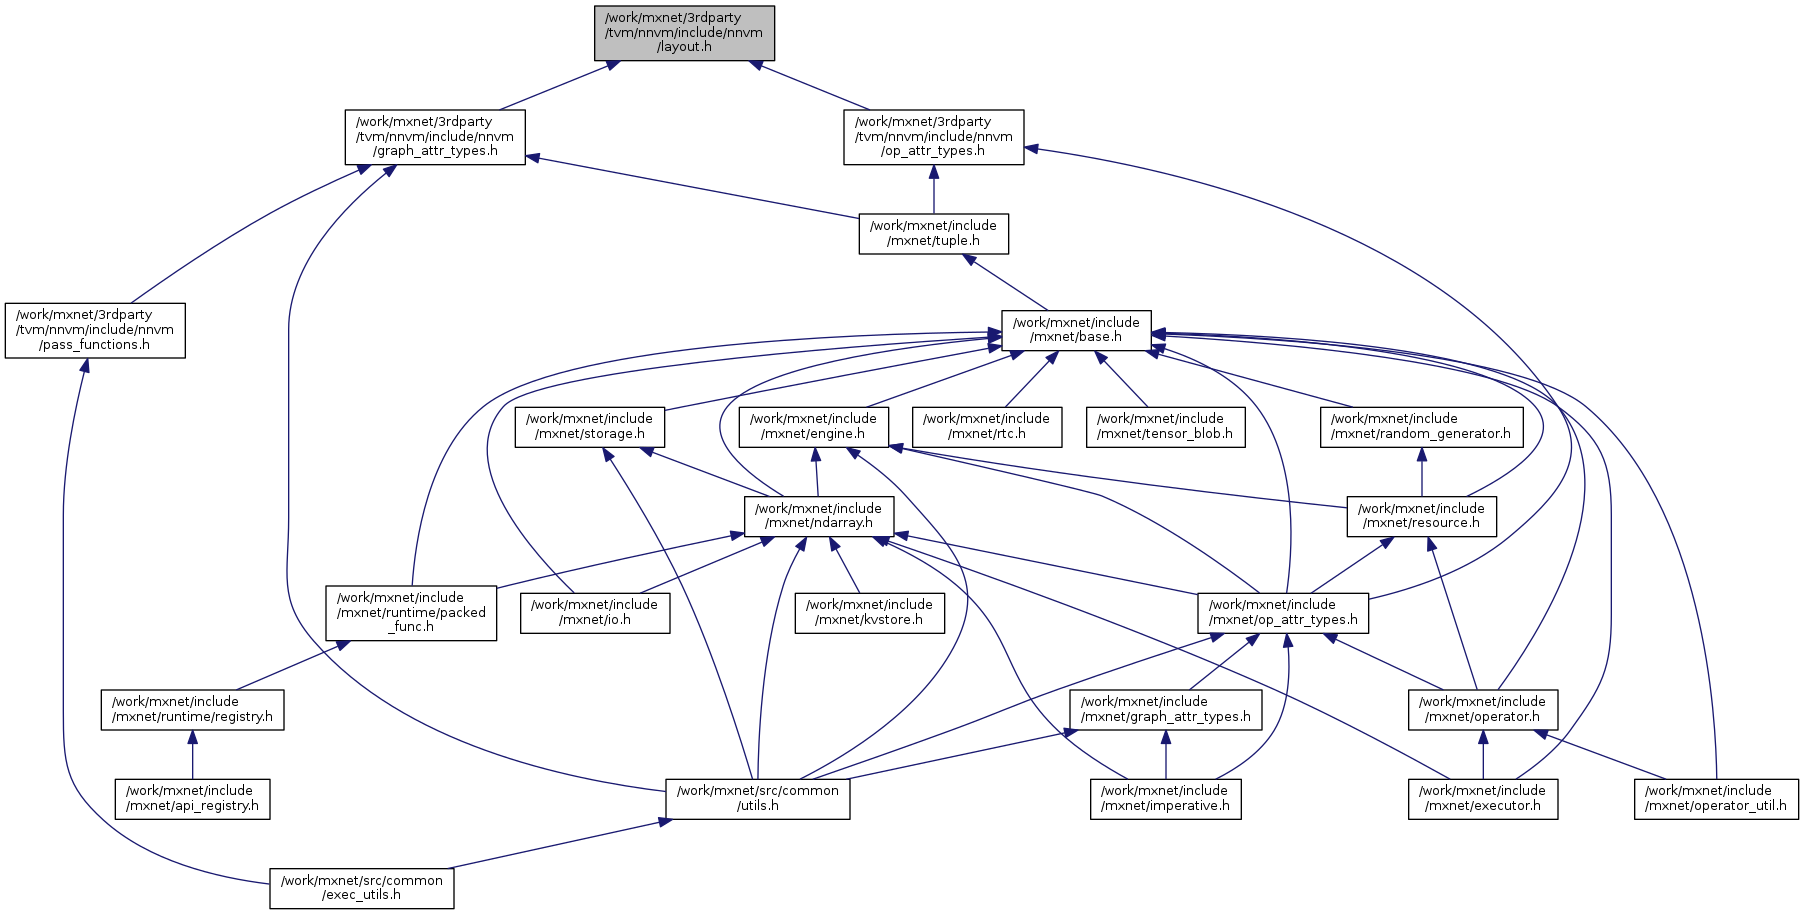 /work/mxnet/3rdparty
/tvm/nnvm/include/nnvm
/layout.h
/work/mxnet/3rdparty
/tvm/nnvm/include/nnvm
/graph_attr_types.h
/work/mxnet/3rdparty
/tvm/nnvm/include/nnvm
/op_attr_types.h
/work/mxnet/include
/mxnet/tuple.h
/work/mxnet/3rdparty
/tvm/nnvm/include/nnvm
/pass_functions.h
/work/mxnet/include
/mxnet/base.h
/work/mxnet/include
/mxnet/storage.h
/work/mxnet/include
/mxnet/engine.h
/work/mxnet/include
/mxnet/rtc.h
/work/mxnet/include
/mxnet/tensor_blob.h
/work/mxnet/include
/mxnet/random_generator.h
/work/mxnet/include
/mxnet/ndarray.h
/work/mxnet/include
/mxnet/resource.h
/work/mxnet/include
/mxnet/runtime/packed
_func.h
/work/mxnet/include
/mxnet/io.h
/work/mxnet/include
/mxnet/kvstore.h
/work/mxnet/include
/mxnet/op_attr_types.h
/work/mxnet/include
/mxnet/runtime/registry.h
/work/mxnet/include
/mxnet/graph_attr_types.h
/work/mxnet/include
/mxnet/operator.h
/work/mxnet/include
/mxnet/api_registry.h
/work/mxnet/src/common
/utils.h
/work/mxnet/include
/mxnet/imperative.h
/work/mxnet/include
/mxnet/executor.h
/work/mxnet/include
/mxnet/operator_util.h
/work/mxnet/src/common
/exec_utils.h